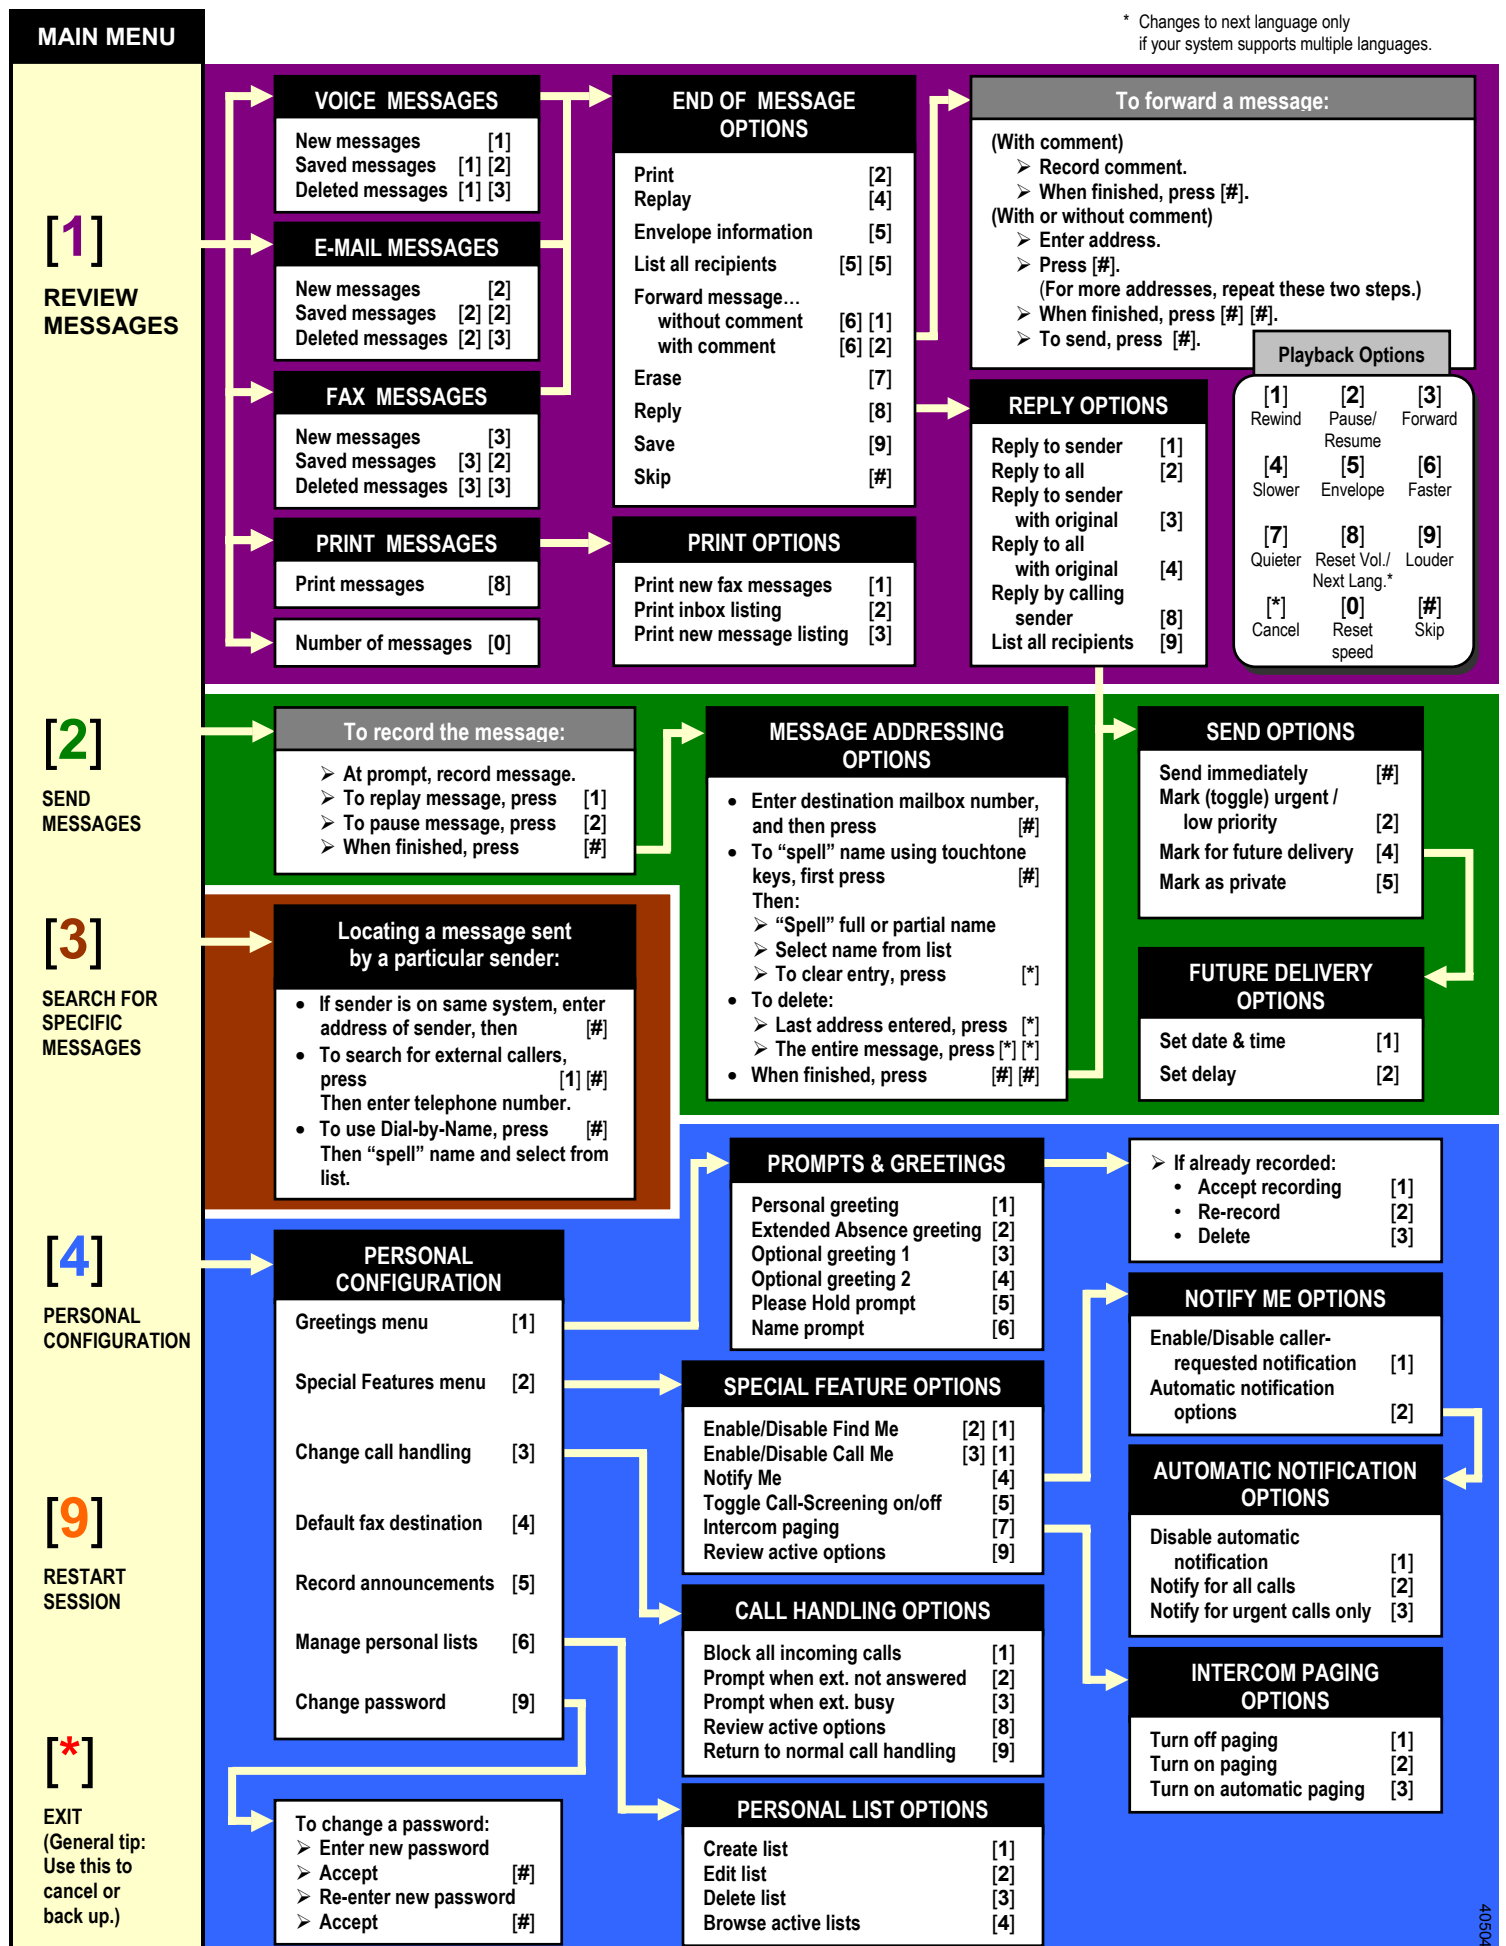 MAIN MENU
* Changes to next language only
if your system supports multiple languages.
[1]
REVIEW
MESSAGES
VOICE MESSAGES
New messages [1]
Saved messages [1] [2]
Deleted messages [1] [3]
E-MAIL MESSAGES
New messages [2]
Saved messages [2] [2]
Deleted messages [2] [3]
FAX MESSAGES
New messages [3]
Saved messages [3] [2]
Deleted messages [3] [3]
PRINT MESSAGES
Print messages [8]
Number of messages [0]
END OF MESSAGE
OPTIONS
Print [2]
Replay [4]
Envelope information [5]
List all recipients [5] [5]
Forward message…
without comment [6] [1]
with comment [6] [2]
Erase [7]
Reply [8]
Save [9]
Skip [#]
PRINT OPTIONS
Print new fax messages [1]
Print inbox listing [2]
Print new message listing [3]
To forward a message:
(With comment)
➢ Record comment.
➢ When finished, press [#].
(With or without comment)
➢ Enter address.
➢ Press [#].
(For more addresses, repeat these two steps.)
➢ When finished, press [#] [#].
➢ To send, press [#].
REPLY OPTIONS
Reply to sender [1]
Reply to all [2]
Reply to sender
with original [3]
Reply to all
with original [4]
Reply by calling
sender [8]
List all recipients [9]
Playback Options
[1] [2] [3]
Rewind Pause/ Forward
Resume
[4] [5] [6]
Slower Envelope Faster
[7] [8] [9]
Quieter Reset Vol./ Louder
Next Lang.*
[*] [0] [#]
Cancel Reset Skip
speed
[2]
SEND
MESSAGES
To record the message:
➢ At prompt, record message.
➢ To replay message, press [1]
➢ To pause message, press [2]
➢ When finished, press [#]
MESSAGE ADDRESSING
OPTIONS
• Enter destination mailbox number,
and then press [#]
• To “spell” name using touchtone
keys, first press [#]
Then:
➢ “Spell” full or partial name
➢ Select name from list
➢ To clear entry, press [*]
• To delete:
➢ Last address entered, press [*]
➢ The entire message, press [*] [*]
• When finished, press [#] [#]
SEND OPTIONS
Send immediately [#]
Mark (toggle) urgent /
low priority [2]
Mark for future delivery [4]
Mark as private [5]
FUTURE DELIVERY
OPTIONS
Set date & time [1]
Set delay [2]
[3]
SEARCH FOR
SPECIFIC
MESSAGES
Locating a message sent
by a particular sender:
• If sender is on same system, enter
address of sender, then [#]
• To search for external callers,
press [1] [#]
Then enter telephone number.
• To use Dial-by-Name, press [#]
Then “spell” name and select from
list.
[4]
PERSONAL
CONFIGURATION
PERSONAL
CONFIGURATION
Greetings menu [1]
Special Features menu [2]
Change call handling [3]
Default fax destination [4]
Record announcements [5]
Manage personal lists [6]
Change password [9]
To change a password:
➢ Enter new password
➢ Accept [#]
➢ Re-enter new password
➢ Accept [#]
PROMPTS & GREETINGS
Personal greeting [1]
Extended Absence greeting [2]
Optional greeting 1 [3]
Optional greeting 2 [4]
Please Hold prompt [5]
Name prompt [6]
➢ If already recorded:
• Accept recording [1]
• Re-record [2]
• Delete [3]
SPECIAL FEATURE OPTIONS
Enable/Disable Find Me [2] [1]
Enable/Disable Call Me [3] [1]
Notify Me [4]
Toggle Call-Screening on/off [5]
Intercom paging [7]
Review active options [9]
NOTIFY ME OPTIONS
Enable/Disable caller-
requested notification [1]
Automatic notification
options [2]
AUTOMATIC NOTIFICATION
OPTIONS
Disable automatic
notification [1]
Notify for all calls [2]
Notify for urgent calls only [3]
CALL HANDLING OPTIONS
Block all incoming calls [1]
Prompt when ext. not answered [2]
Prompt when ext. busy [3]
Review active options [8]
Return to normal call handling [9]
INTERCOM PAGING
OPTIONS
Turn off paging [1]
Turn on paging [2]
Turn on automatic paging [3]
PERSONAL LIST OPTIONS
Create list [1]
Edit list [2]
Delete list [3]
Browse active lists [4]
[9]
RESTART
SESSION
[*]
EXIT
(General tip:
Use this to
cancel or
back up.)
40504